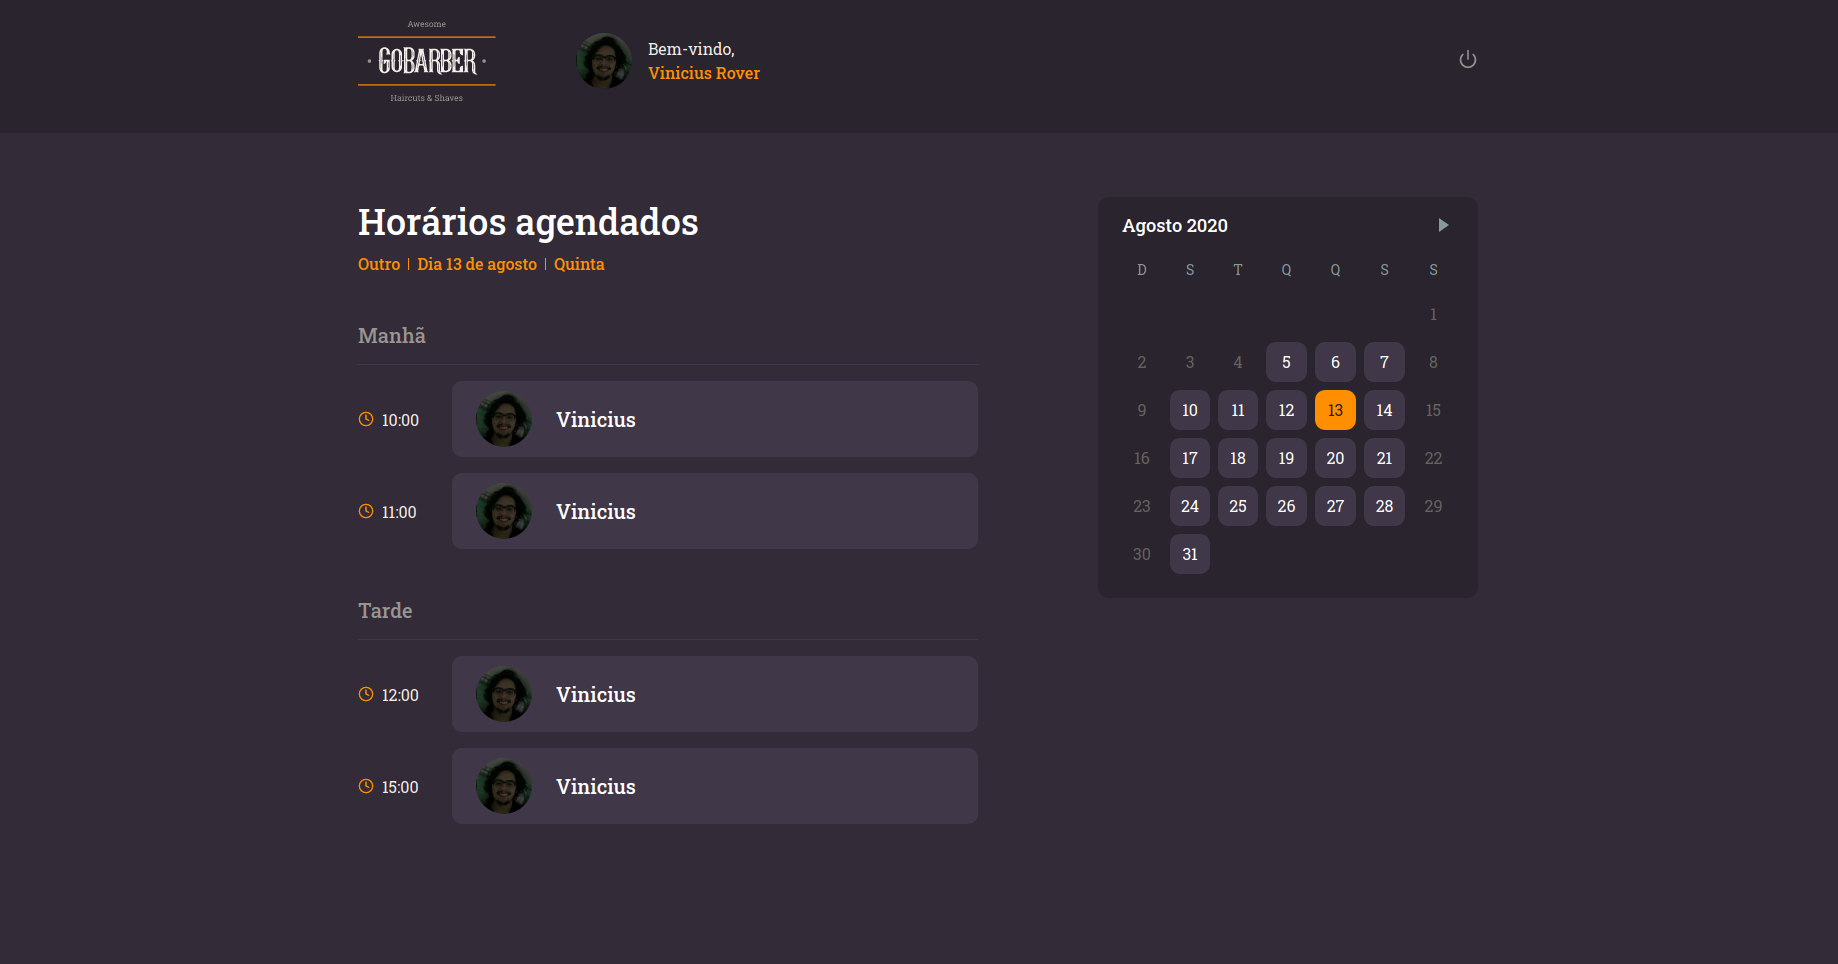 Awesome
GOBARBER
Haircuts & Shaves
Bem-vindo,
Vinicius Rover
Horários agendados
Outro | Dia 13 de agosto | Quinta
Manhã
10:00 Vinicius
11:00 Vinicius
Tarde
12:00 Vinicius
15:00 Vinicius
Agosto 2020
D S T Q Q S S
1
2 3 4 5 6 7 8
9 10 11 12 13 14 15
16 17 18 19 20 21 22
23 24 25 26 27 28 29
30 31